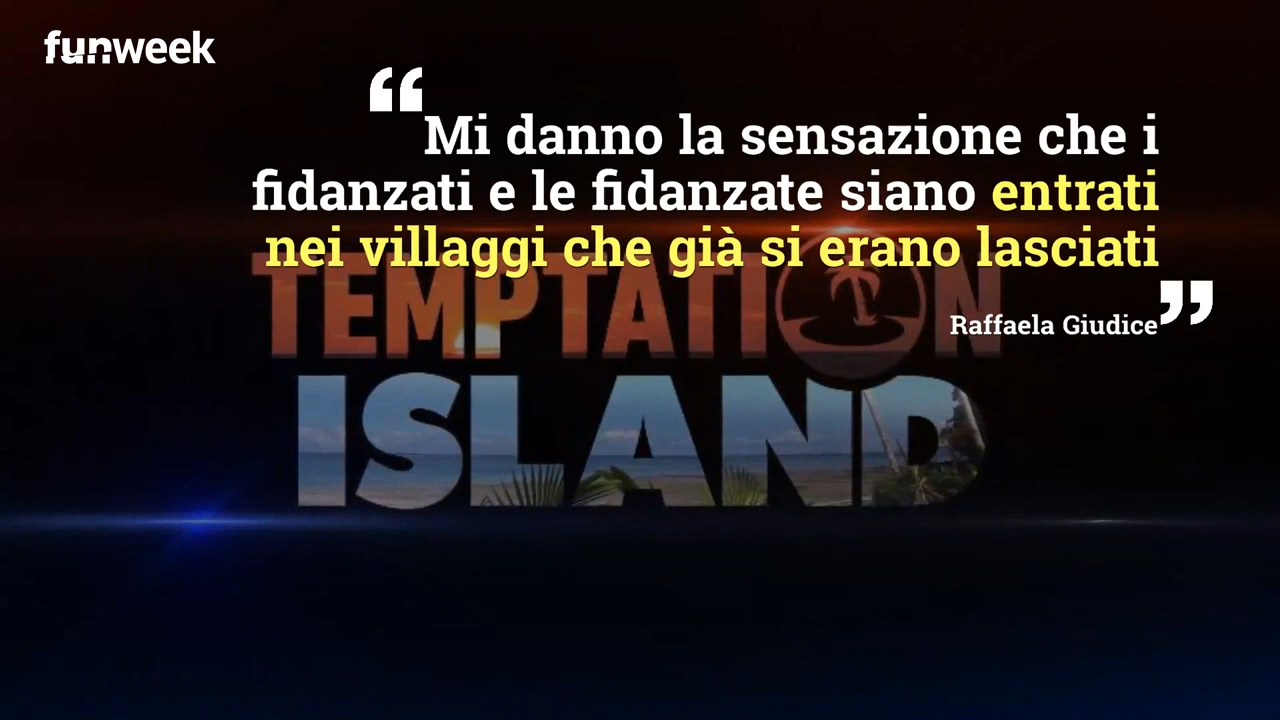 funweek
“Mi danno la sensazione che i
fidanzati e le fidanzate siano entrati
nei villaggi che già si erano lasciati
Raffaela Giudice”
TEMPTATION
ISLAND